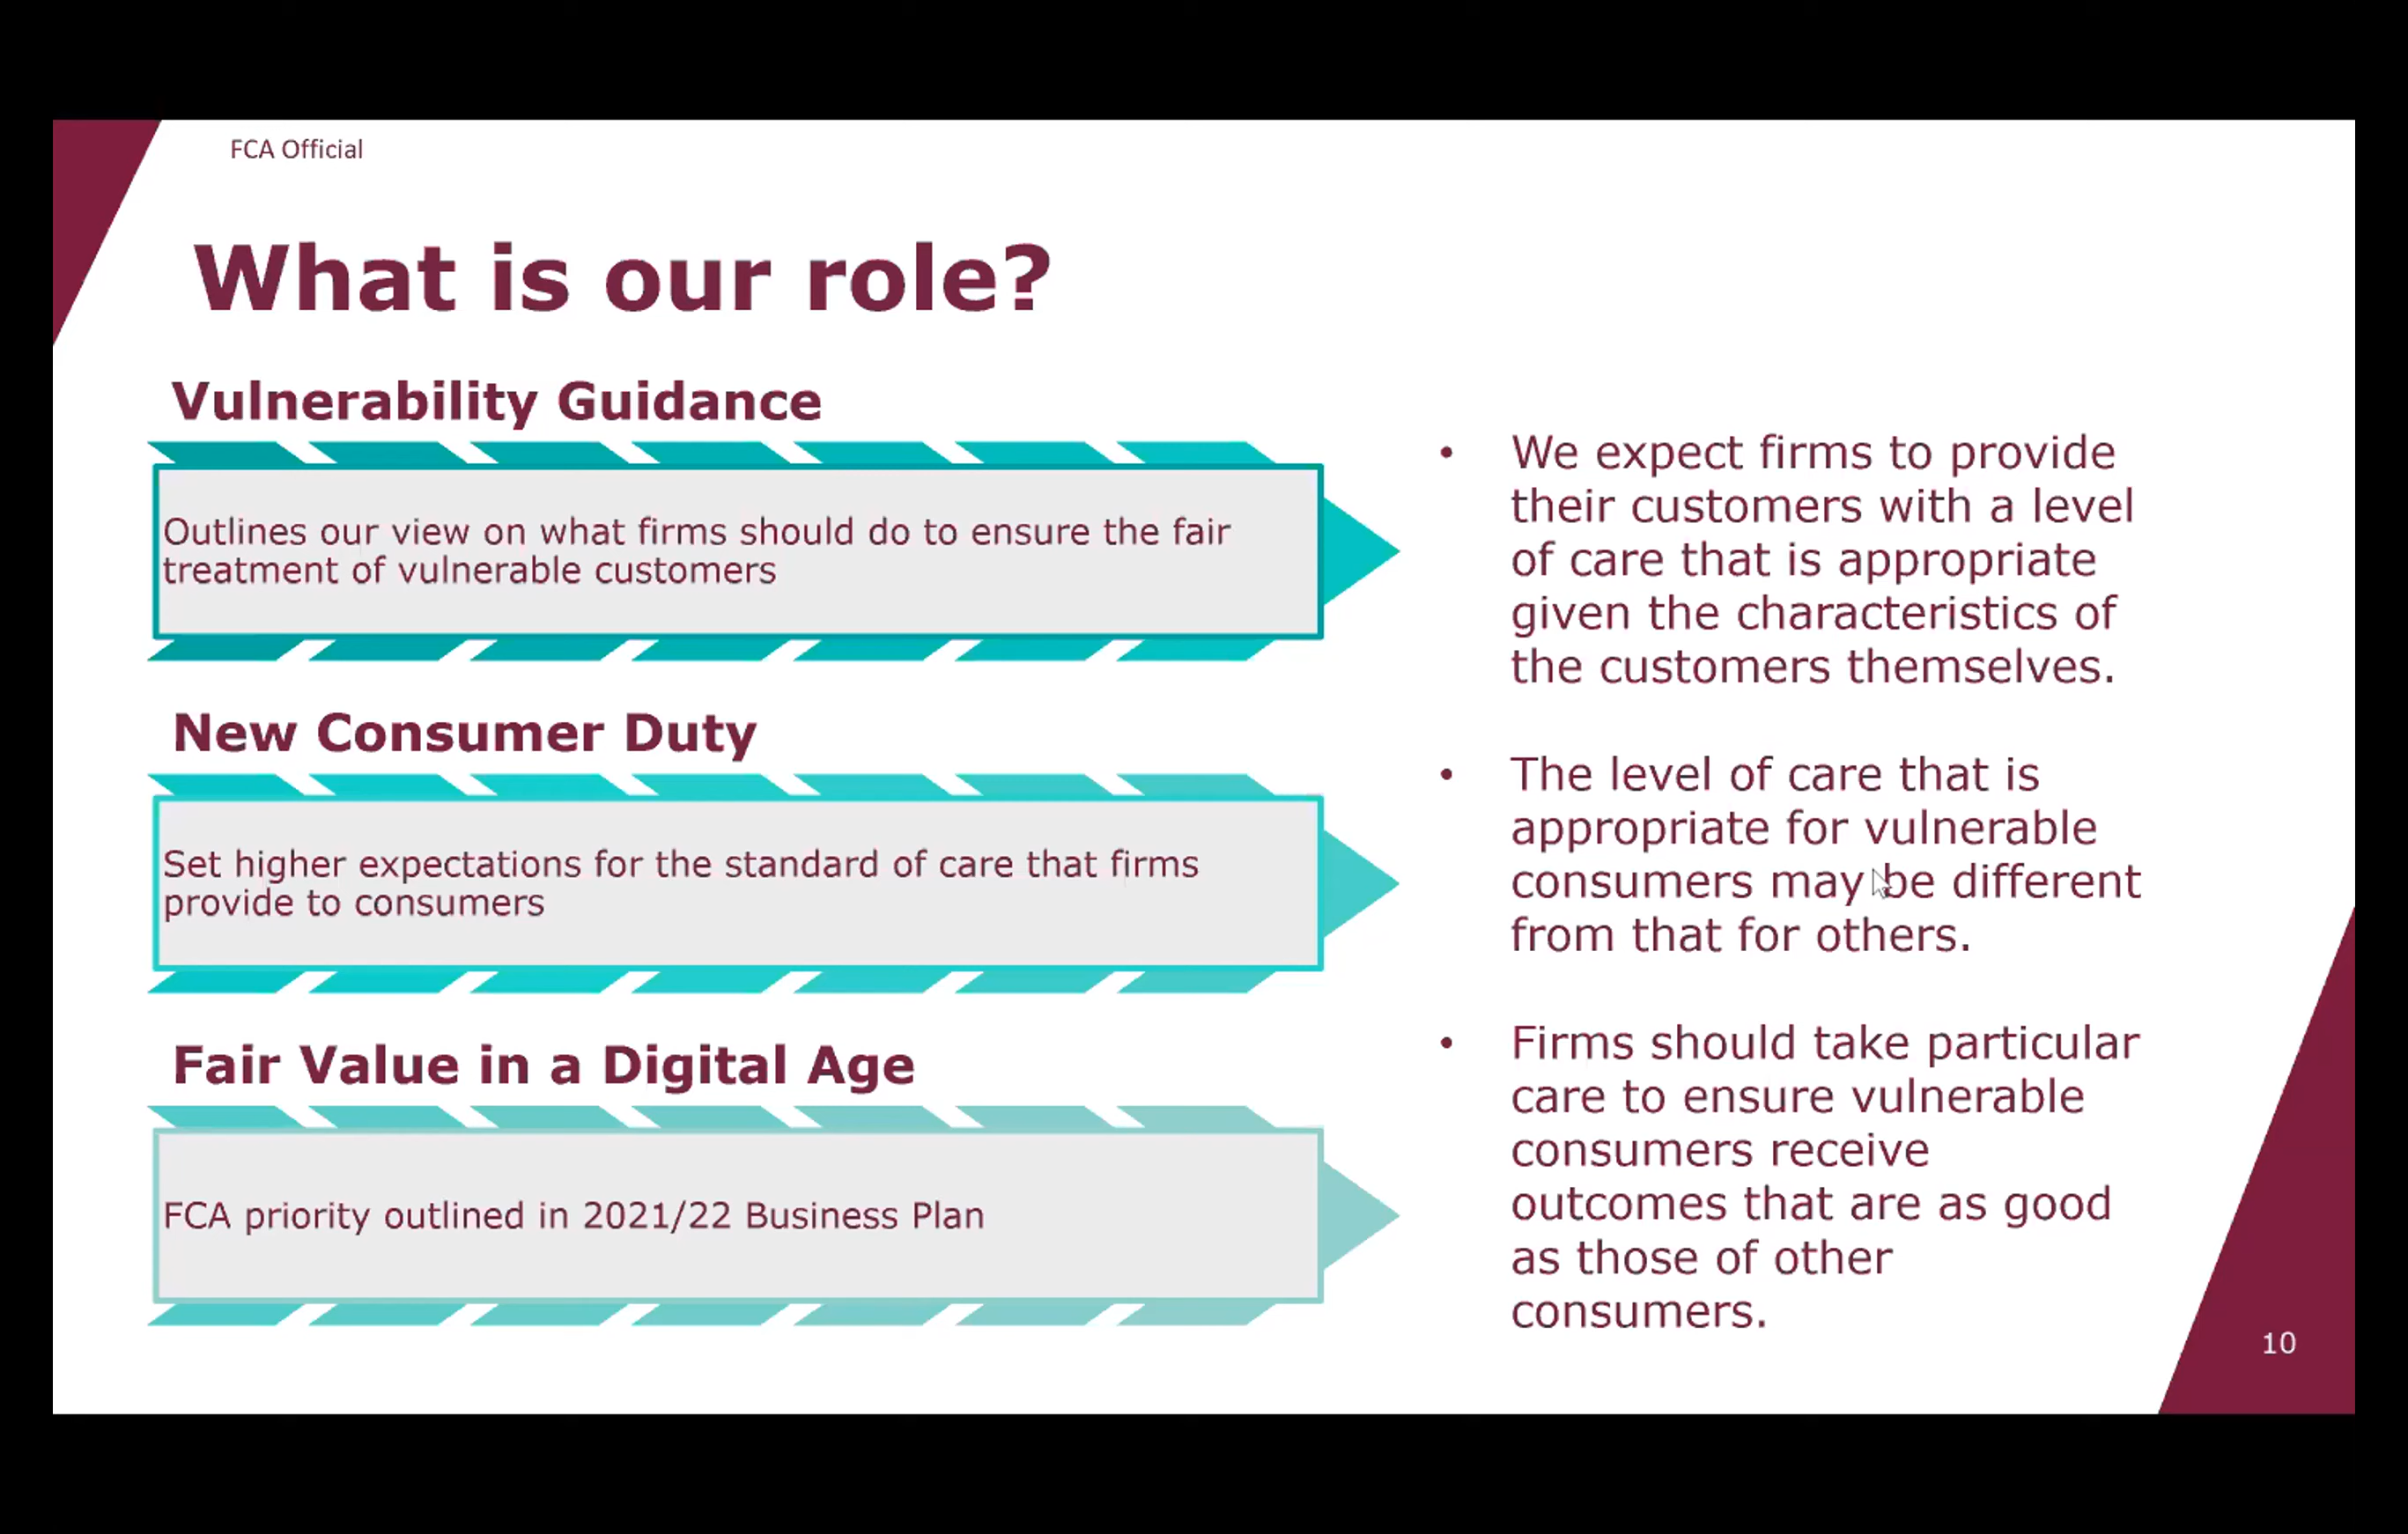 FCA Official
What is our role?
Vulnerability Guidance
Outlines our view on what firms should do to ensure the fair
treatment of vulnerable customers
New Consumer Duty
Set higher expectations for the standard of care that firms
provide to consumers
Fair Value in a Digital Age
FCA priority outlined in 2021/22 Business Plan
• We expect firms to provide
their customers with a level
of care that is appropriate
given the characteristics of
the customers themselves.
• The level of care that is
appropriate for vulnerable
consumers may be different
from that for others.
• Firms should take particular
care to ensure vulnerable
consumers receive
outcomes that are as good
as those of other
consumers.
10